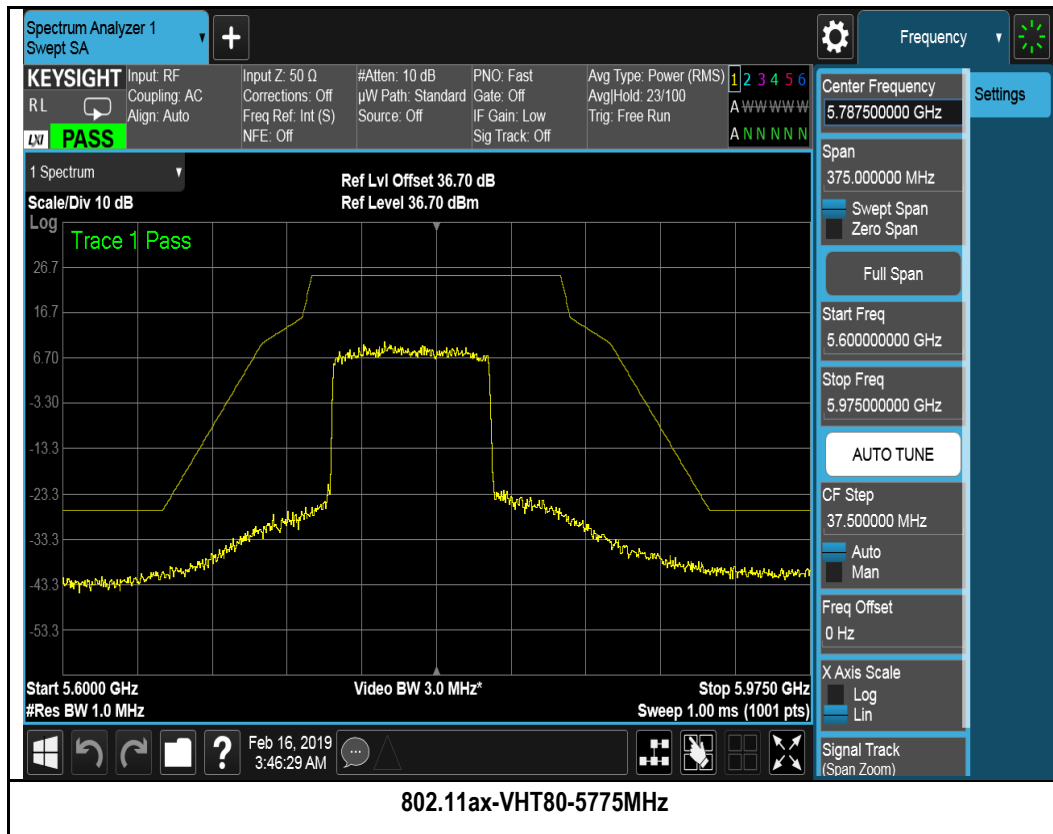 Spectrum Analyzer 1
Swept SA
Frequency
KEYSIGHT
R L
LXI PASS
Input: RF
Coupling: AC
Align: Auto
Input Z: 50 Ω
Corrections: Off
Freq Ref: Int (S)
NFE: Off
#Atten: 10 dB
µW Path: Standard
Source: Off
PNO: Fast
Gate: Off
IF Gain: Low
Sig Track: Off
Avg Type: Power (RMS)
Avg|Hold: 23/100
Trig: Free Run
1 2 3 4 5 6
A W W W W W
A N N N N N
1 Spectrum
Scale/Div 10 dB
Ref Lvl Offset 36.70 dB
Ref Level 36.70 dBm
Log
Trace 1 Pass
26.7
16.7
6.70
-3.30
-13.3
-23.3
-33.3
-43.3
-53.3
Start 5.6000 GHz
#Res BW 1.0 MHz
Video BW 3.0 MHz*
Stop 5.9750 GHz
Sweep 1.00 ms (1001 pts)
?
Feb 16, 2019
3:46:29 AM
Center Frequency
5.787500000 GHz
Span
375.000000 MHz
Swept Span
Zero Span
Full Span
Start Freq
5.600000000 GHz
Stop Freq
5.975000000 GHz
AUTO TUNE
CF Step
37.500000 MHz
Auto
Man
Freq Offset
0 Hz
X Axis Scale
Log
Lin
Signal Track
(Span Zoom)
Settings
802.11ax-VHT80-5775MHz